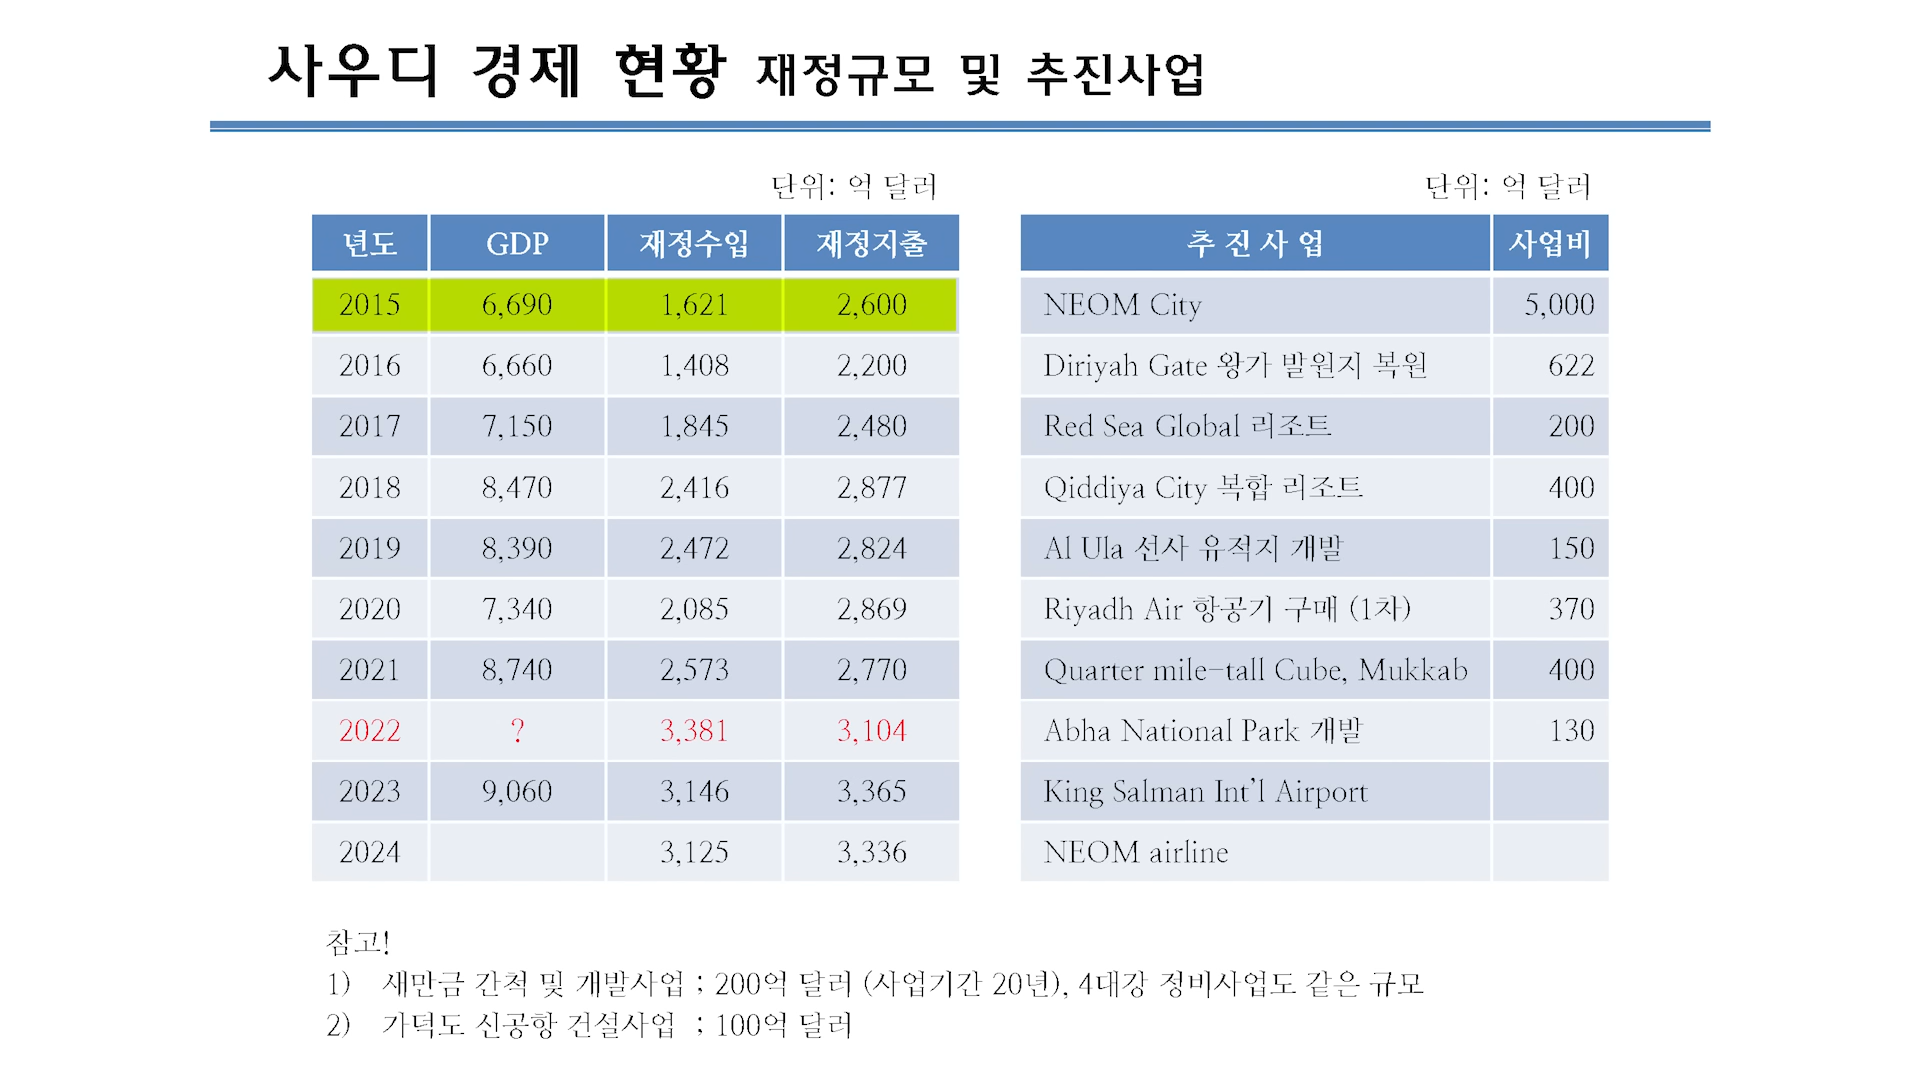 사우디 경제 현황 재정규모 및 추진사업
단위: 억 달러
년도 GDP 재정수입 재정지출
2015 6,690 1,621 2,600
2016 6,660 1,408 2,200
2017 7,150 1,845 2,480
2018 8,470 2,416 2,877
2019 8,390 2,472 2,824
2020 7,340 2,085 2,869
2021 8,740 2,573 2,770
2022 ? 3,381 3,104
2023 9,060 3,146 3,365
2024 3,125 3,336
단위: 억 달러
추 진 사 업 사업비
NEOM City 5,000
Diriyah Gate 왕가 발원지 복원 622
Red Sea Global 리조트 200
Qiddiya City 복합 리조트 400
Al Ula 선사 유적지 개발 150
Riyadh Air 항공기 구매 (1차) 370
Quarter mile-tall Cube, Mukkab 400
Abha National Park 개발 130
King Salman Int'l Airport
NEOM airline
참고!
1) 새만금 간척 및 개발사업 ; 200억 달러 (사업기간 20년), 4대강 정비사업도 같은 규모
2) 가덕도 신공항 건설사업 ; 100억 달러